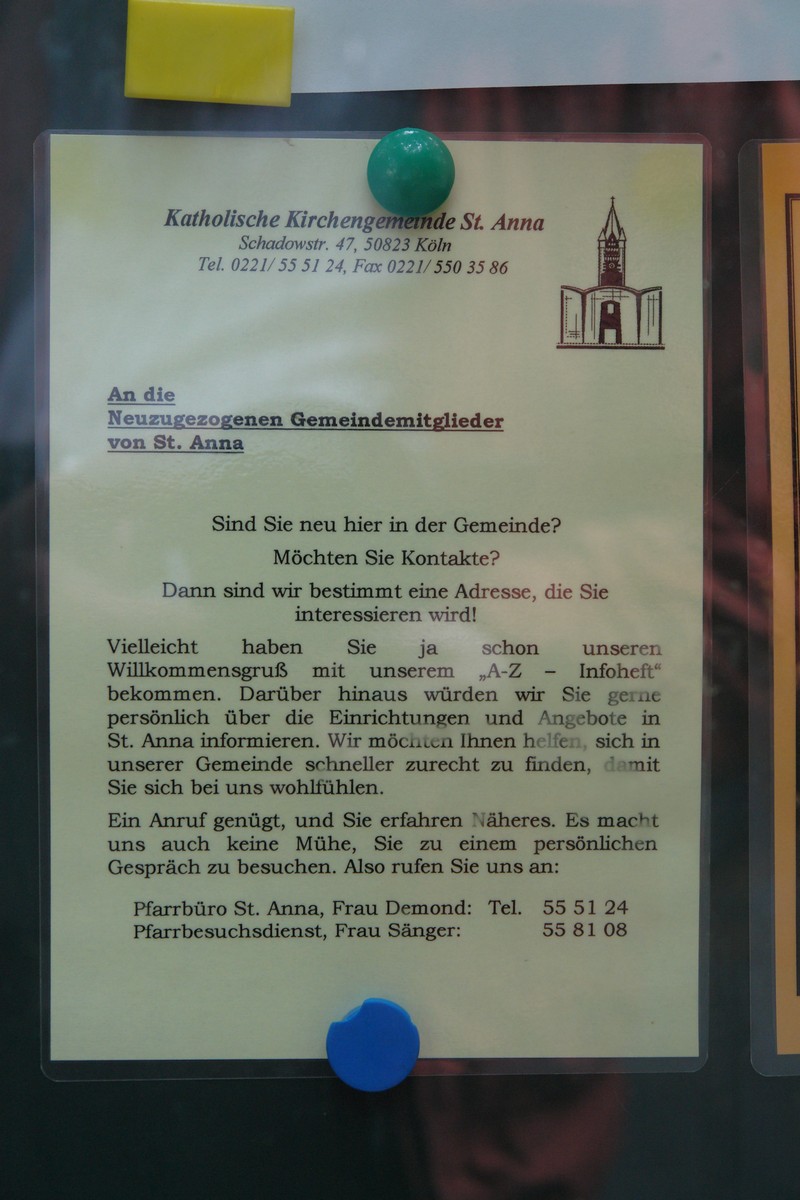 Katholische Kirchengemeinde St. Anna
Schadowstr. 47, 50823 Köln
Tel. 0221/ 55 51 24, Fax 0221/ 550 35 86
An die
Neuzugezogenen Gemeindemitglieder
von St. Anna
Sind Sie neu hier in der Gemeinde?
Möchten Sie Kontakte?
Dann sind wir bestimmt eine Adresse, die Sie
interessieren wird!
Vielleicht haben Sie ja schon unseren
Willkommensgruß mit unserem „A-Z – Infoheft“
bekommen. Darüber hinaus würden wir Sie gerne
persönlich über die Einrichtungen und Angebote in
St. Anna informieren. Wir möchten Ihnen helfen, sich in
unserer Gemeinde schneller zurecht zu finden, damit
Sie sich bei uns wohlfühlen.
Ein Anruf genügt, und Sie erfahren Näheres. Es macht
uns auch keine Mühe, Sie zu einem persönlichen
Gespräch zu besuchen. Also rufen Sie uns an:
Pfarrbüro St. Anna, Frau Demond: Tel. 55 51 24
Pfarrbesuchsdienst, Frau Sänger: 55 81 08